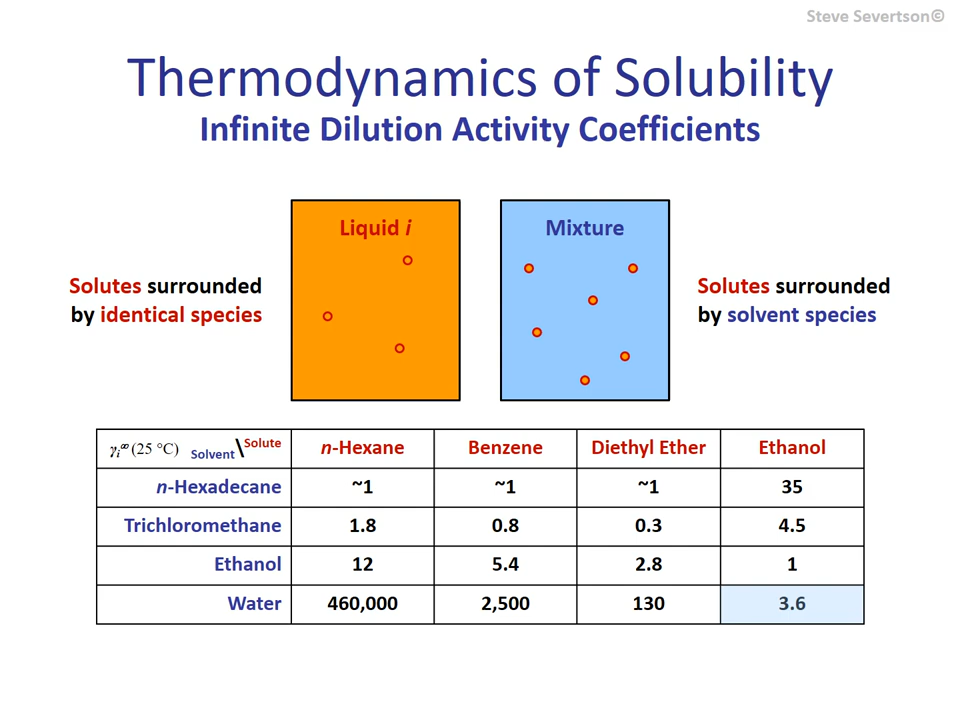 Steve Severtson©
Thermodynamics of Solubility
Infinite Dilution Activity Coefficients
Liquid i
Mixture
Solutes surrounded
by identical species
Solutes surrounded
by solvent species
γᵢ^∞ (25 °C) Solvent\Solute n-Hexane Benzene Diethyl Ether Ethanol
n-Hexadecane ~1 ~1 ~1 35
Trichloromethane 1.8 0.8 0.3 4.5
Ethanol 12 5.4 2.8 1
Water 460,000 2,500 130 3.6